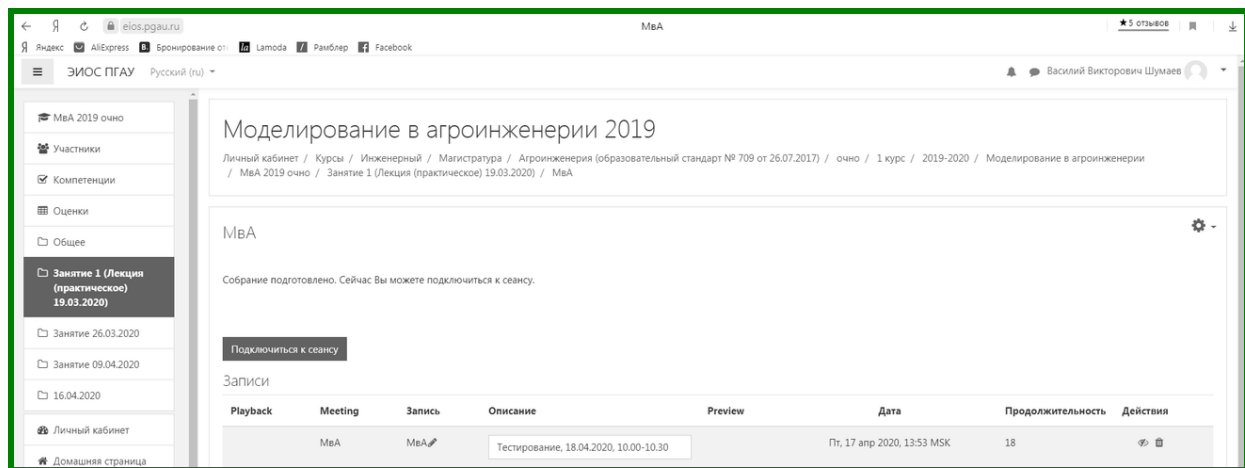 eios.pgau.ru
МвА
★5 отзывов
Яндекс AliExpress Бронирование от Lamoda Рамблер Facebook
ЭИОС ПГАУ Русский (ru)
Василий Викторович Шумаев
МвА 2019 очно
Участники
Компетенции
Оценки
Общее
Занятие 1 (Лекция
(практическое)
19.03.2020)
Занятие 26.03.2020
Занятие 09.04.2020
16.04.2020
Личный кабинет
Домашняя страница
Моделирование в агроинженерии 2019
Личный кабинет / Курсы / Инженерный / Магистратура / Агроинженерия (образовательный стандарт № 709 от 26.07.2017) / очно / 1 курс / 2019-2020 / Моделирование в агроинженерии
/ МвА 2019 очно / Занятие 1 (Лекция (практическое) 19.03.2020) / МвА
МвА
Собрание подготовлено. Сейчас Вы можете подключиться к сеансу.
Подключиться к сеансу
Записи
Playback Meeting Запись Описание Preview Дата Продолжительность Действия
МвА МвА Тестирование, 18.04.2020, 10.00-10.30 Пт, 17 апр 2020, 13:53 MSK 18